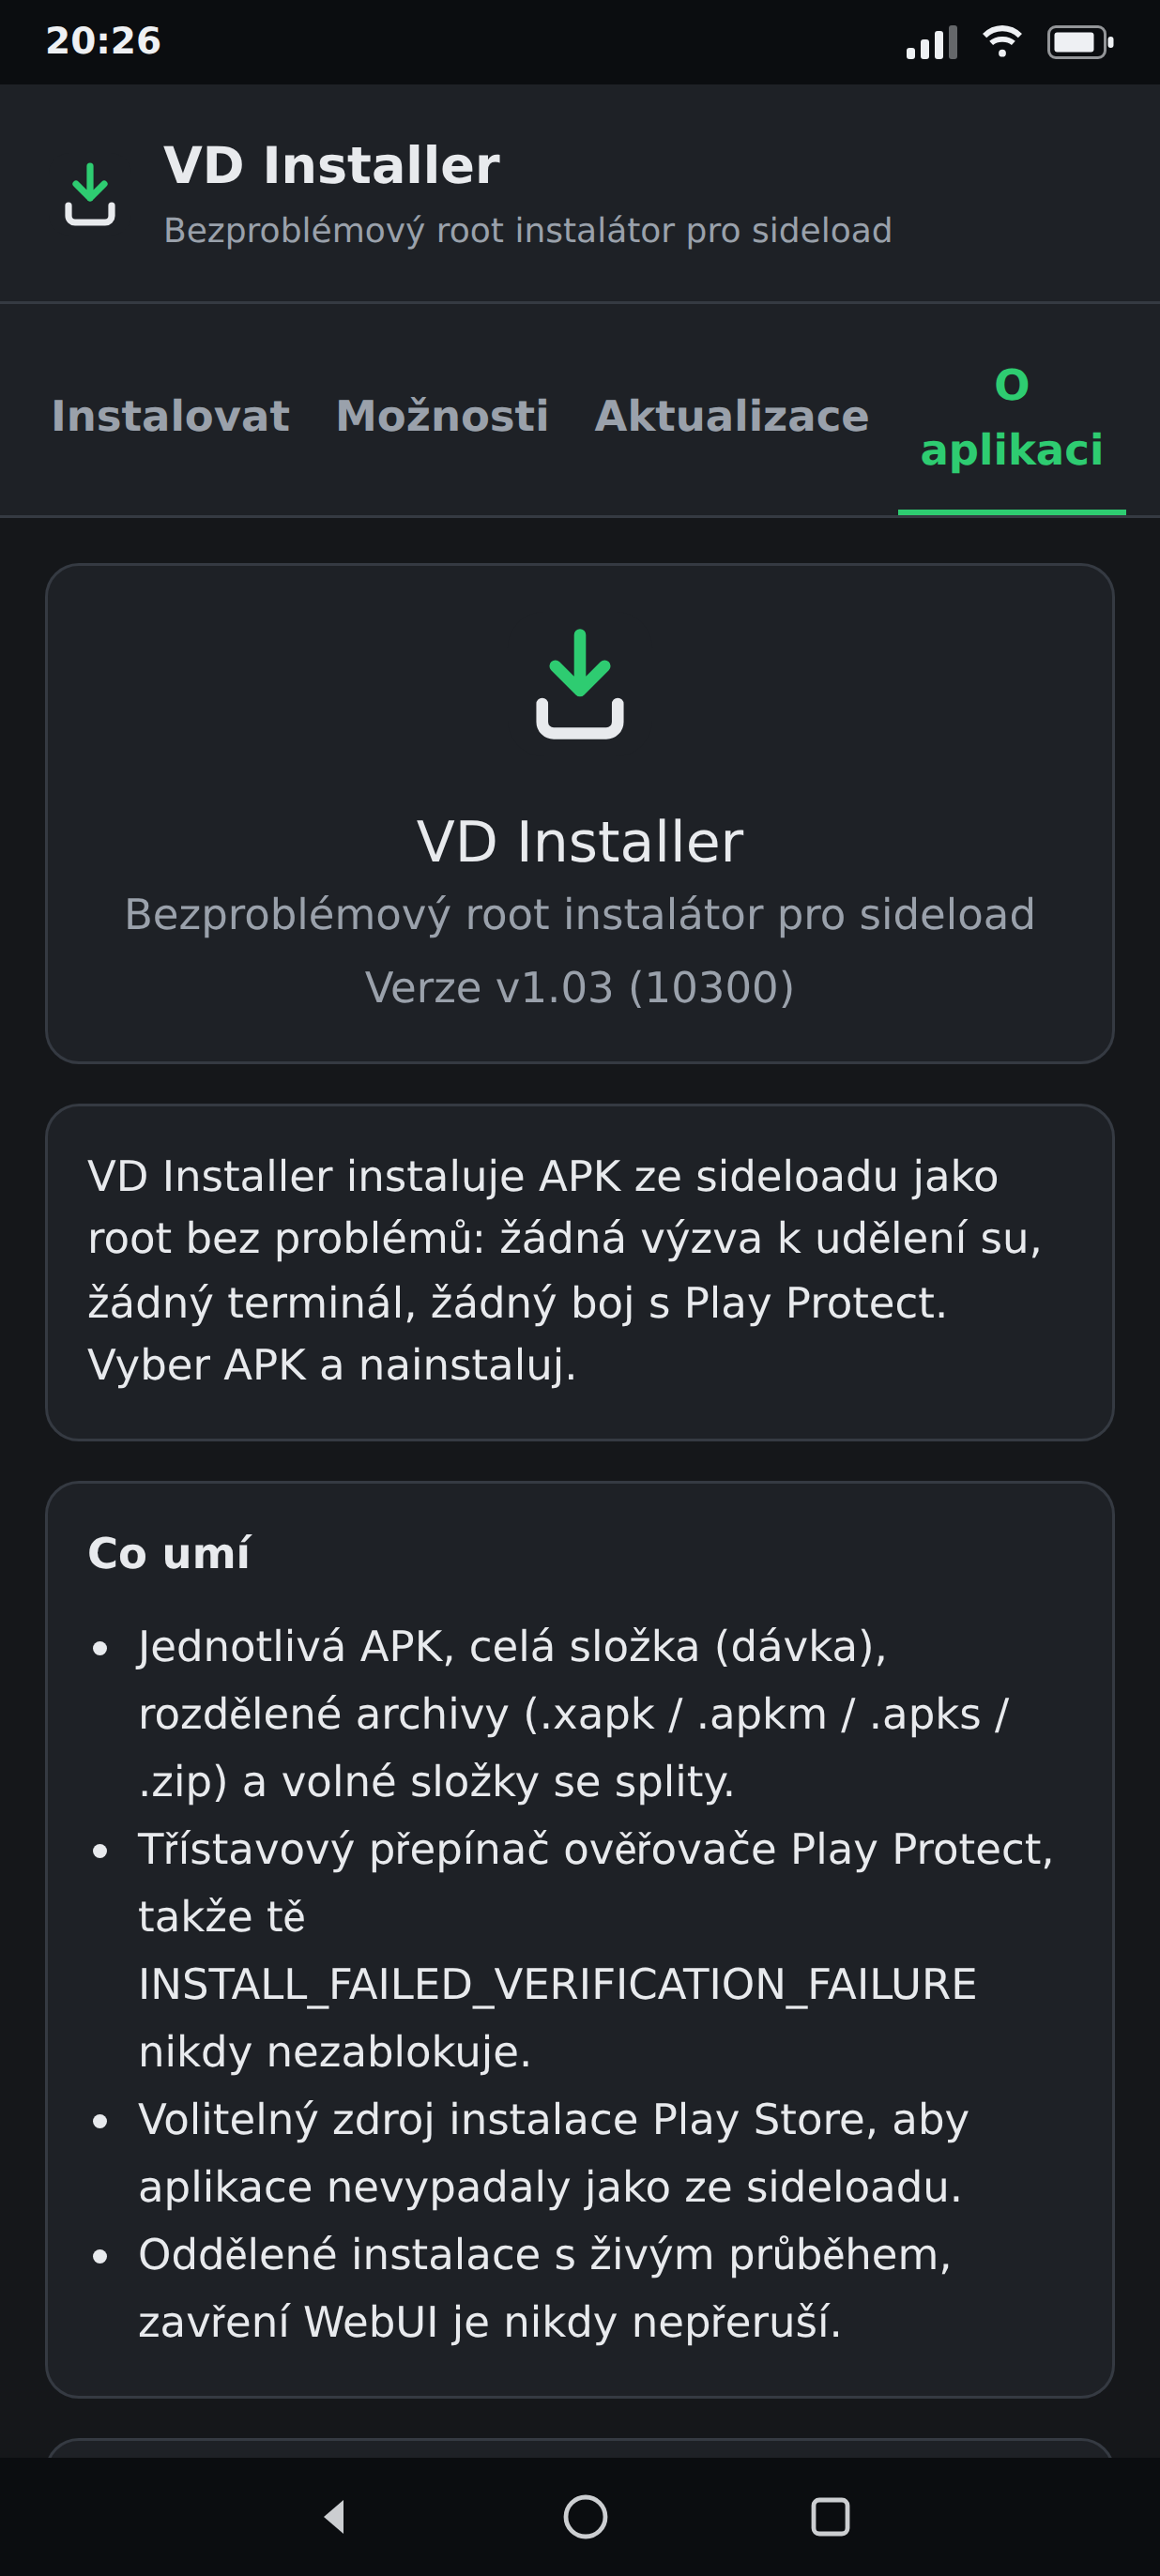 20:26
VD Installer
Bezproblémový root instalátor pro sideload
Instalovat
Možnosti
Aktualizace
O
aplikaci
VD Installer
Bezproblémový root instalátor pro sideload
Verze v1.03 (10300)
VD Installer instaluje APK ze sideloadu jako
root bez problémů: žádná výzva k udělení su,
žádný terminál, žádný boj s Play Protect.
Vyber APK a nainstaluj.
Co umí
• Jednotlivá APK, celá složka (dávka),
rozdělené archivy (.xapk / .apkm / .apks /
.zip) a volné složky se splity.
• Třístavový přepínač ověřovače Play Protect,
takže tě
INSTALL_FAILED_VERIFICATION_FAILURE
nikdy nezablokuje.
• Volitelný zdroj instalace Play Store, aby
aplikace nevypadaly jako ze sideloadu.
• Oddělené instalace s živým průběhem,
zavření WebUI je nikdy nepřeruší.